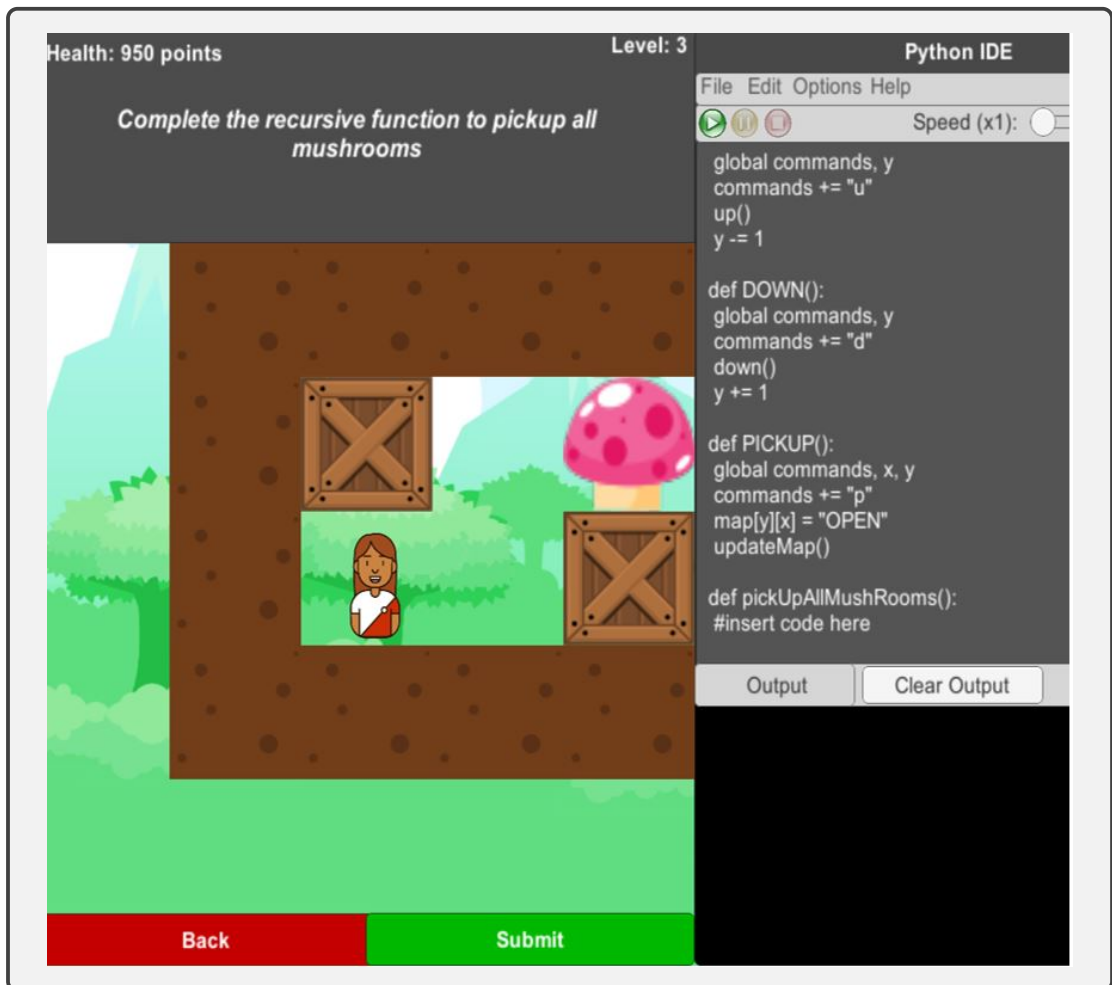 Health: 950 points
Level: 3
Complete the recursive function to pickup all
mushrooms
Python IDE
File Edit Options Help
Speed (x1):
global commands, y
commands += "u"
up()
y -= 1
def DOWN():
global commands, y
commands += "d"
down()
y += 1
def PICKUP():
global commands, x, y
commands += "p"
map[y][x] = "OPEN"
updateMap()
def pickUpAllMushRooms():
#insert code here
Output
Clear Output
Back
Submit